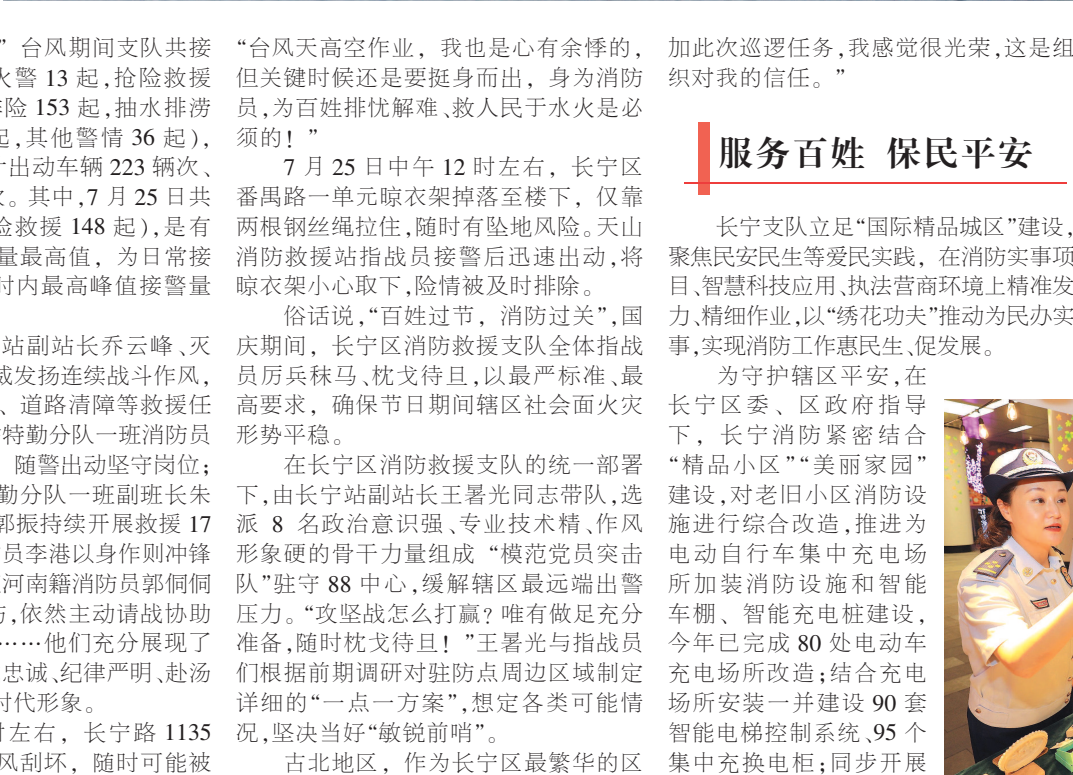 ” 台风期间支队共接
火警 13 起,抢险救援
险 153 起,抽水排涝
起,其他警情 36 起),
出动车辆 223 辆次、
。其中,7 月 25 日共
险救援 148 起),是有
量最高值，为日常接
时内最高峰值接警量
站副站长乔云峰、灭
威发扬连续战斗作风，
、道路清障等救援任
特勤分队一班消防员
随警出动坚守岗位；
勤分队一班副班长朱
郭振持续开展救援 17
员李港以身作则冲锋
河南籍消防员郭侗侗
,依然主动请战协助
……他们充分展现了
忠诚、纪律严明、赴汤
时代形象。
时左右，长宁路 1135
风刮坏，随时可能被
“台风天高空作业，我也是心有余悸的，
但关键时候还是要挺身而出，身为消防
员,为百姓排忧解难、救人民于水火是必
须的！”
7 月 25 日中午 12 时左右，长宁区
番禺路一单元晾衣架掉落至楼下，仅靠
两根钢丝绳拉住,随时有坠地风险。天山
消防救援站指战员接警后迅速出动,将
晾衣架小心取下,险情被及时排除。
俗话说,“百姓过节，消防过关”,国
庆期间，长宁区消防救援支队全体指战
员厉兵秣马、枕戈待旦,以最严标准、最
高要求，确保节日期间辖区社会面火灾
形势平稳。
在长宁区消防救援支队的统一部署
下,由长宁站副站长王晷光同志带队,选
派 8 名政治意识强、专业技术精、作风
形象硬的骨干力量组成 “模范党员突击
队”驻守 88 中心,缓解辖区最远端出警
压力。“攻坚战怎么打赢？唯有做足充分
准备,随时枕戈待旦！”王晷光与指战员
们根据前期调研对驻防点周边区域制定
详细的“一点一方案”,想定各类可能情
况,坚决当好“敏锐前哨”。
古北地区，作为长宁区最繁华的区
加此次巡逻任务,我感觉很光荣,这是组
织对我的信任。”
服务百姓 保民平安
长宁支队立足“国际精品城区”建设，
聚焦民安民生等爱民实践，在消防实事项
目、智慧科技应用、执法营商环境上精准发
力、精细作业,以“绣花功夫”推动为民办实
事,实现消防工作惠民生、促发展。
为守护辖区平安,在
长宁区委、区政府指导
下，长宁消防紧密结合
“精品小区”“美丽家园”
建设,对老旧小区消防设
施进行综合改造,推进为
电动自行车集中充电场
所加装消防设施和智能
车棚、智能充电桩建设，
今年已完成 80 处电动车
充电场所改造;结合充电
场所安装一并建设 90 套
智能电梯控制系统、95 个
集中充换电柜;同步开展